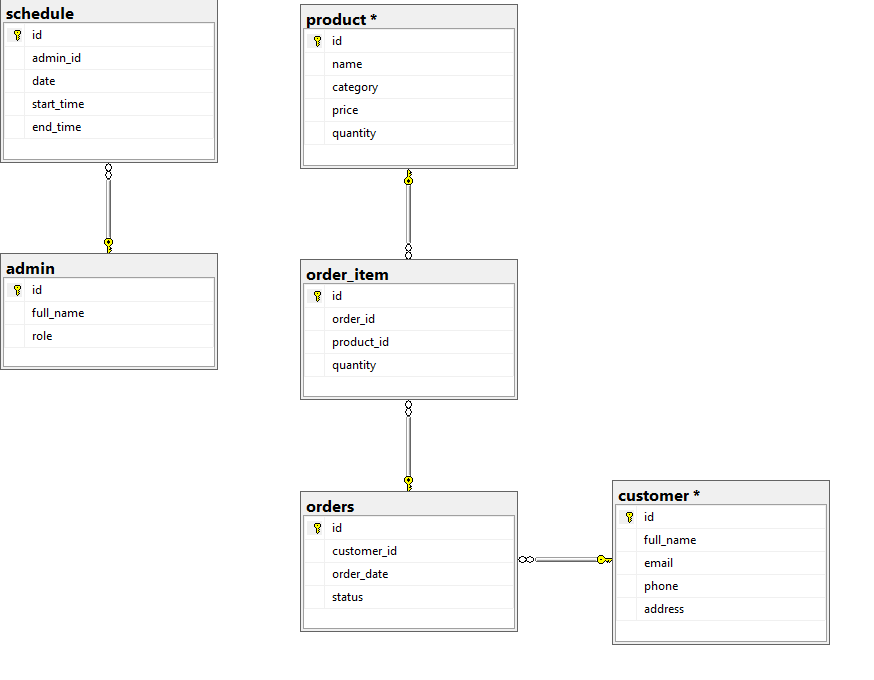 schedule
id
admin_id
date
start_time
end_time
admin
id
full_name
role
product *
id
name
category
price
quantity
order_item
id
order_id
product_id
quantity
orders
id
customer_id
order_date
status
customer *
id
full_name
email
phone
address